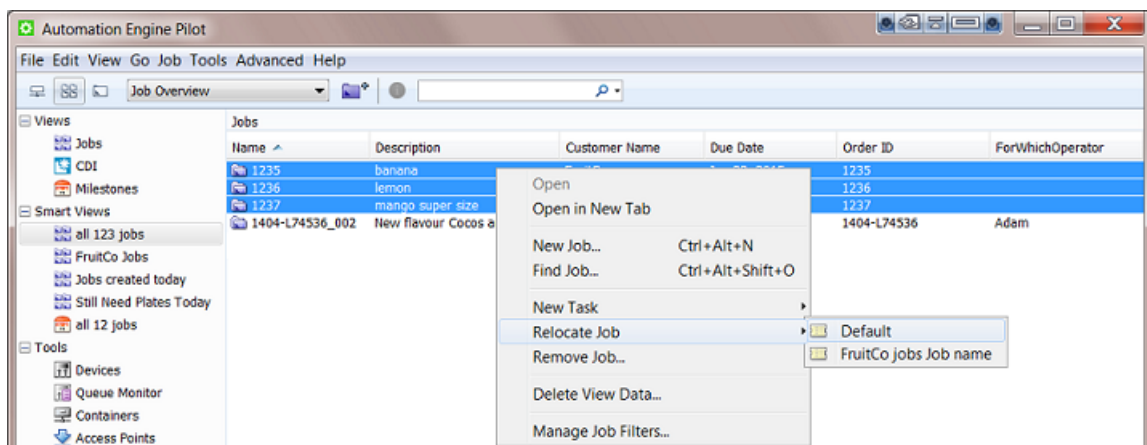 Automation Engine Pilot
File Edit View Go Job Tools Advanced Help
Job Overview
Views
Jobs
CDI
Milestones
Smart Views
all 123 jobs
FruitCo Jobs
Jobs created today
Still Need Plates Today
all 12 jobs
Tools
Devices
Queue Monitor
Containers
Access Points
Jobs
Name Description Customer Name Due Date Order ID ForWhichOperator
1235 banana 1235
1236 lemon 1236
1237 mango super size 1237
1404-L74536_002 New flavour Cocos a 1404-L74536 Adam
Open
Open in New Tab
New Job... Ctrl+Alt+N
Find Job... Ctrl+Alt+Shift+O
New Task
Relocate Job
Remove Job...
Delete View Data...
Manage Job Filters...
Default
FruitCo jobs Job name